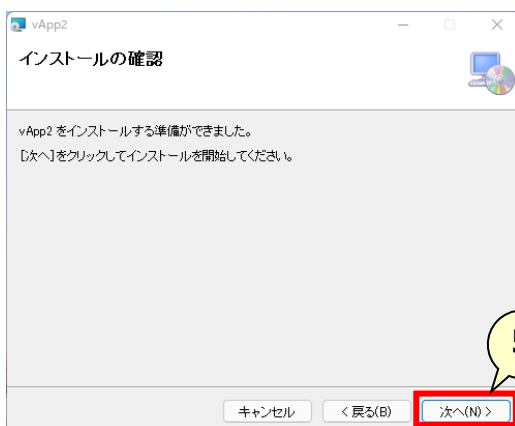 vApp2
インストールの確認
vApp2 をインストールする準備ができました。
[次へ]をクリックしてインストールを開始してください。
キャンセル
< 戻る(B)
次へ(N) >